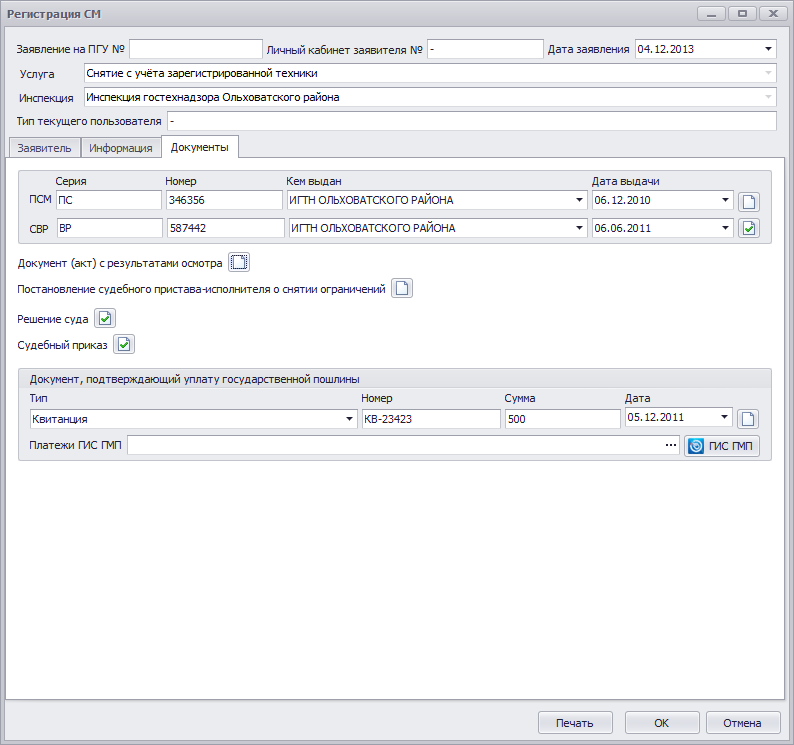 Регистрация СМ
Заявление на ПГУ № Личный кабинет заявителя № - Дата заявления 04.12.2013
Услуга Снятие с учёта зарегистрированной техники
Инспекция Инспекция гостехнадзора Ольховатского района
Тип текущего пользователя -
Заявитель Информация Документы
Серия Номер Кем выдан Дата выдачи
ПСМ ПС 346356 ИГТН ОЛЬХОВАТСКОГО РАЙОНА 06.12.2010
СВР ВР 587442 ИГТН ОЛЬХОВАТСКОГО РАЙОНА 06.06.2011
Документ (акт) с результатами осмотра
Постановление судебного пристава-исполнителя о снятии ограничений
Решение суда
Судебный приказ
Документ, подтверждающий уплату государственной пошлины
Тип Номер Сумма Дата
Квитанция КВ-23423 500 05.12.2011
Платежи ГИС ГМП ... ГИС ГМП
Печать OK Отмена